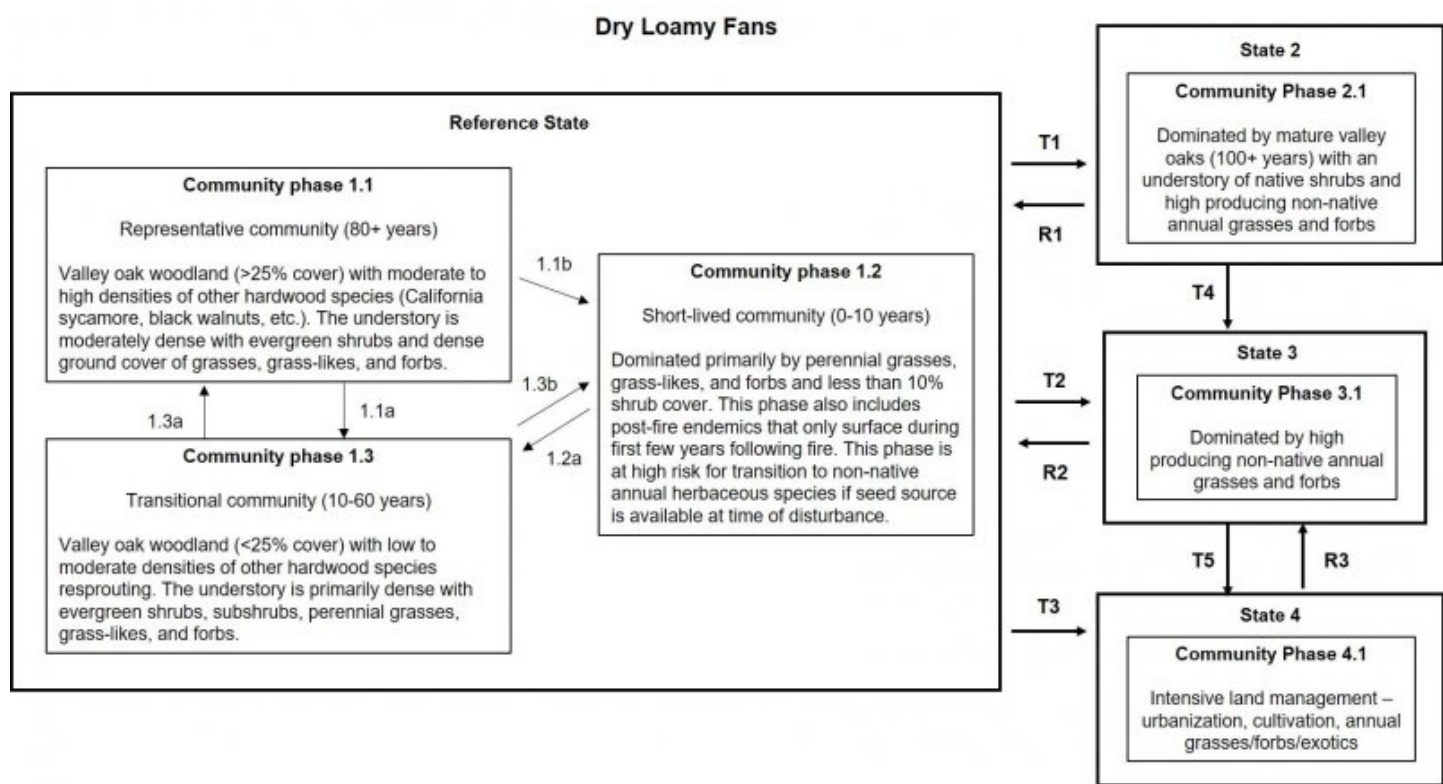 Dry Loamy Fans
Reference State
Community phase 1.1
Representative community (80+ years)
Valley oak woodland (>25% cover) with moderate to
high densities of other hardwood species (California
sycamore, black walnuts, etc.). The understory is
moderately dense with evergreen shrubs and dense
ground cover of grasses, grass-likes, and forbs.
1.3a
1.1a
Community phase 1.3
Transitional community (10-60 years)
Valley oak woodland (<25% cover) with low to
moderate densities of other hardwood species
resprouting. The understory is primarily dense with
evergreen shrubs, subshrubs, perennial grasses,
grass-likes, and forbs.
1.1b
1.3b
1.2a
Community phase 1.2
Short-lived community (0-10 years)
Dominated primarily by perennial grasses,
grass-likes, and forbs and less than 10%
shrub cover. This phase also includes
post-fire endemics that only surface during
first few years following fire. This phase is
at high risk for transition to non-native
annual herbaceous species if seed source
is available at time of disturbance.
T1
R1
T2
R2
T3
State 2
Community Phase 2.1
Dominated by mature valley
oaks (100+ years) with an
understory of native shrubs and
high producing non-native
annual grasses and forbs
T4
State 3
Community Phase 3.1
Dominated by high
producing non-native annual
grasses and forbs
T5
R3
State 4
Community Phase 4.1
Intensive land management –
urbanization, cultivation, annual
grasses/forbs/exotics